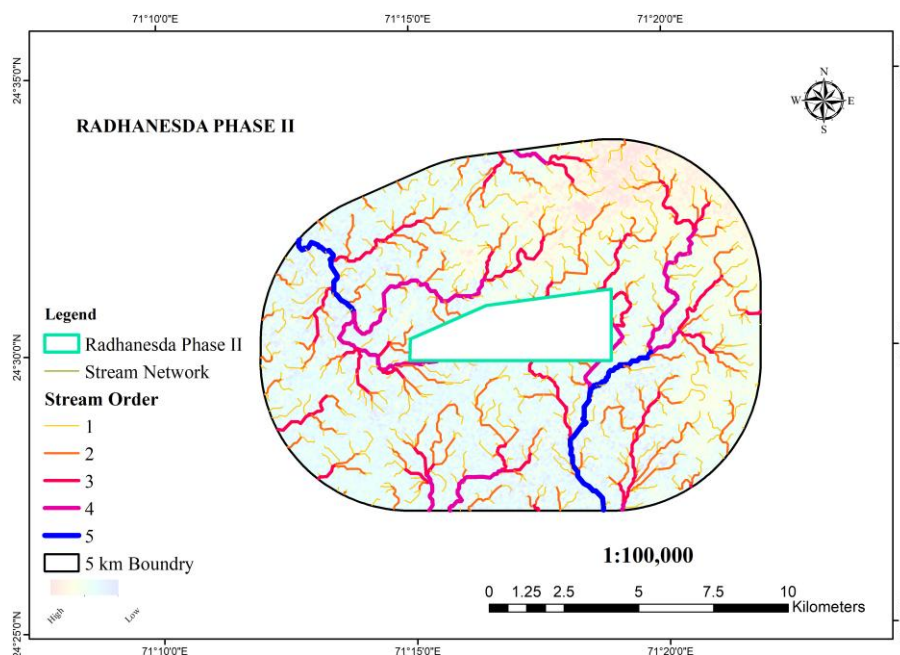 71°10'0"E 71°15'0"E 71°20'0"E
24°35'0"N
N
W E
S
RADHANESDA PHASE II
Legend
Radhanesda Phase II
Stream Network
Stream Order
1
2
3
4
5
5 km Boundry
High Low
24°30'0"N
1:100,000
0 1.25 2.5 5 7.5 10
Kilometers
24°25'0"N
71°10'0"E 71°15'0"E 71°20'0"E